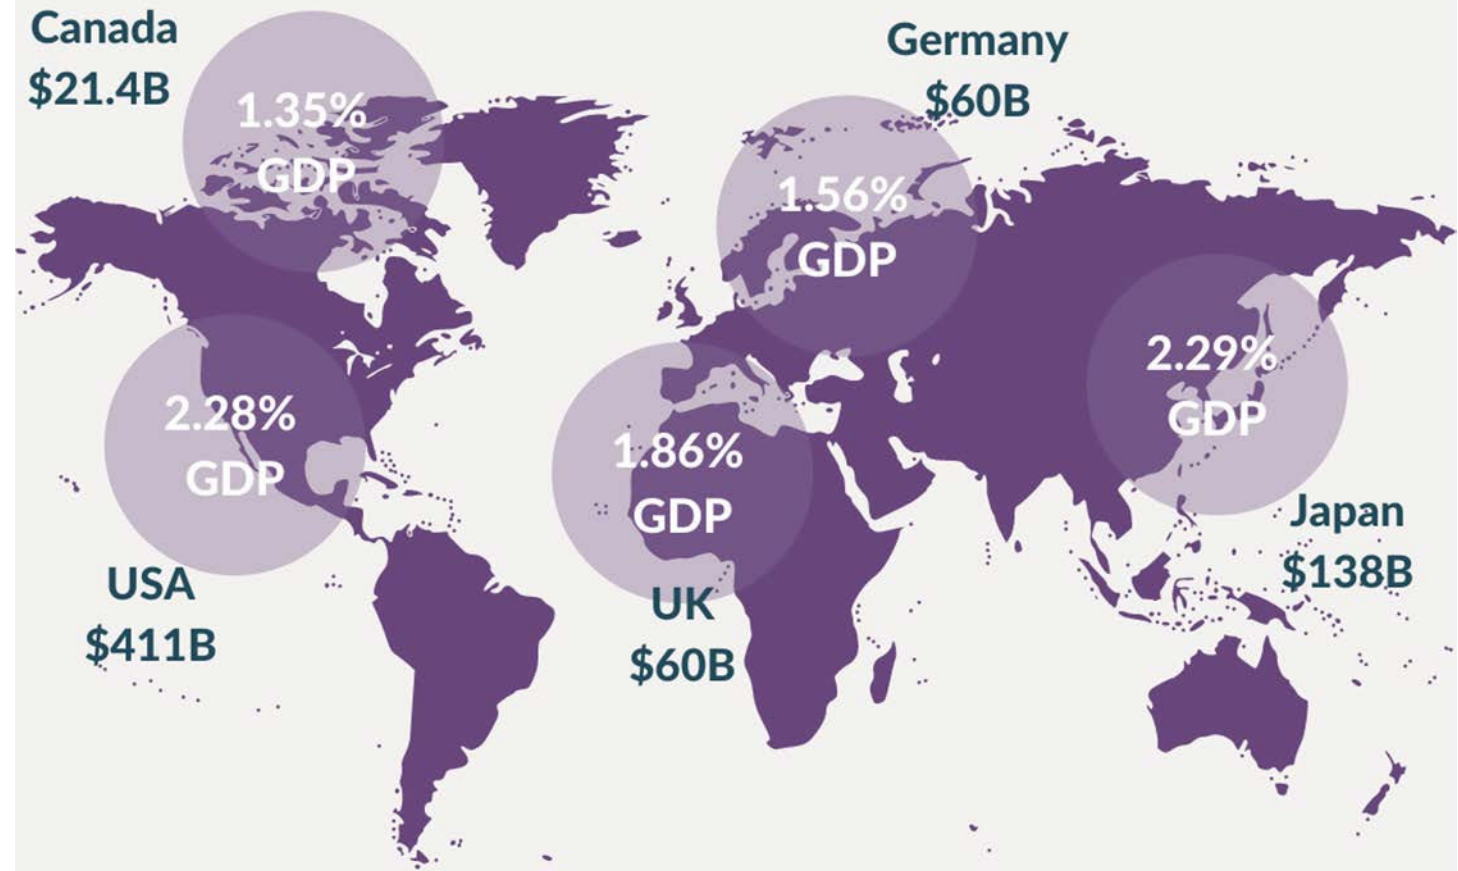 Canada
$21.4B
1.35%
GDP
Germany
$60B
1.56%
GDP
2.28%
GDP
USA
$411B
1.86%
GDP
UK
$60B
2.29%
GDP
Japan
$138B